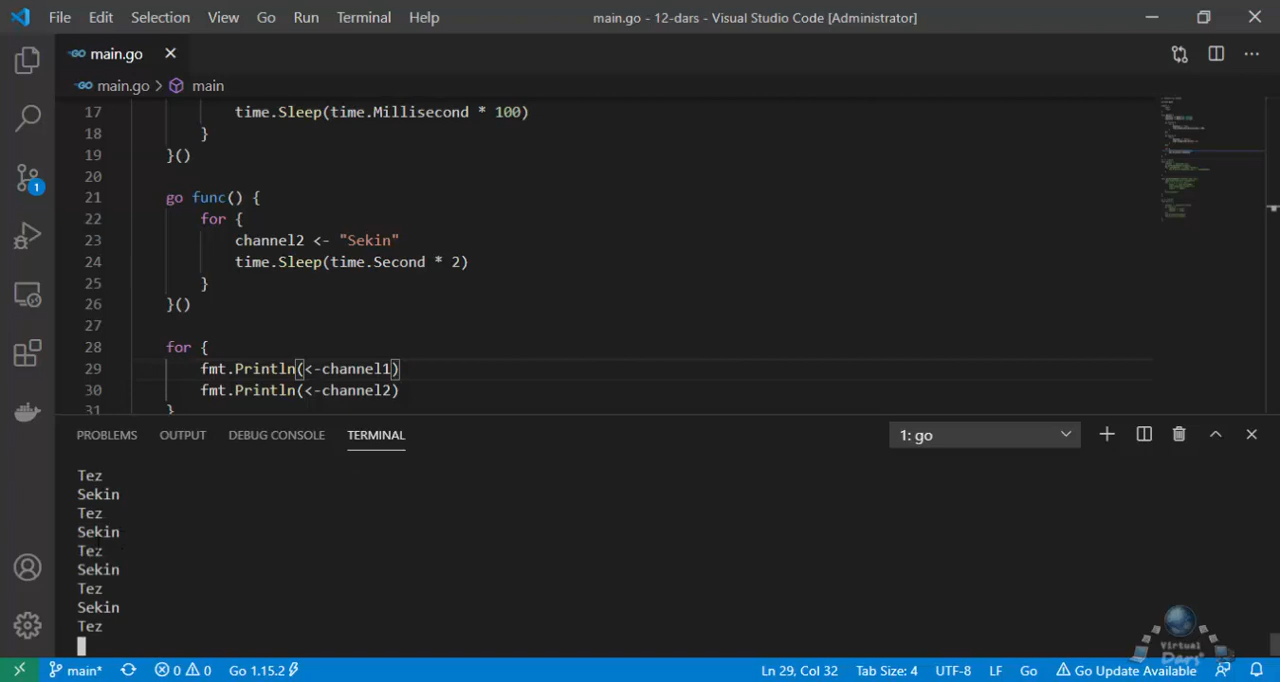 File Edit Selection View Go Run Terminal Help main.go - 12-dars - Visual Studio Code [Administrator]
main.go
main.go > main
17 time.Sleep(time.Millisecond * 100)
18 }
19 }()
20
21 go func() {
22 for {
23 channel2 <- "Sekin"
24 time.Sleep(time.Second * 2)
25 }
26 }()
27
28 for {
29 fmt.Println(<-channel1)
30 fmt.Println(<-channel2)
31 }
1
PROBLEMS OUTPUT DEBUG CONSOLE TERMINAL 1: go
Tez
Sekin
Tez
Sekin
Tez
Sekin
Tez
Sekin
Tez
Virtual Dars
main* 0 0 Go 1.15.2 Ln 29, Col 32 Tab Size: 4 UTF-8 LF Go Go Update Available